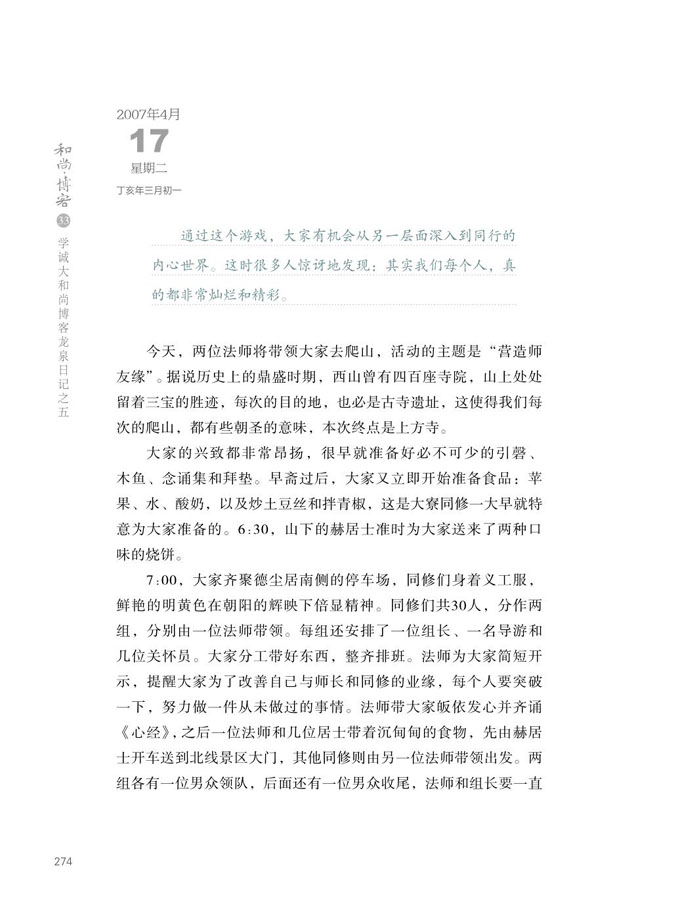 2007年4月
17
星期二
丁亥年三月初一
和尚·博客
33
学诚大和尚博客龙泉日记之五
通过这个游戏，大家有机会从另一层面深入到同行的
内心世界。这时很多人惊讶地发现：其实我们每个人，真
的都非常灿烂和精彩。
今天，两位法师将带领大家去爬山，活动的主题是“营造师
友缘”。据说历史上的鼎盛时期，西山曾有四百座寺院，山上处处
留着三宝的胜迹，每次的目的地，也必是古寺遗址，这使得我们每
次的爬山，都有些朝圣的意味，本次终点是上方寺。
大家的兴致都非常昂扬，很早就准备好必不可少的引磬、
木鱼、念诵集和拜垫。早斋过后，大家又立即开始准备食品：苹
果、水、酸奶，以及炒土豆丝和拌青椒，这是大寮同修一大早就特
意为大家准备的。6:30，山下的赫居士准时为大家送来了两种口
味的烧饼。
7:00，大家齐聚德尘居南侧的停车场，同修们身着义工服，
鲜艳的明黄色在朝阳的辉映下倍显精神。同修们共30人，分作两
组，分别由一位法师带领。每组还安排了一位组长、一名导游和
几位关怀员。大家分工带好东西，整齐排班。法师为大家简短开
示，提醒大家为了改善自己与师长和同修的业缘，每个人要突破
一下，努力做一件从未做过的事情。法师带大家皈依发心并齐诵
《心经》，之后一位法师和几位居士带着沉甸甸的食物，先由赫居
士开车送到北线景区大门，其他同修则由另一位法师带领出发。两
组各有一位男众领队，后面还有一位男众收尾，法师和组长要一直
274